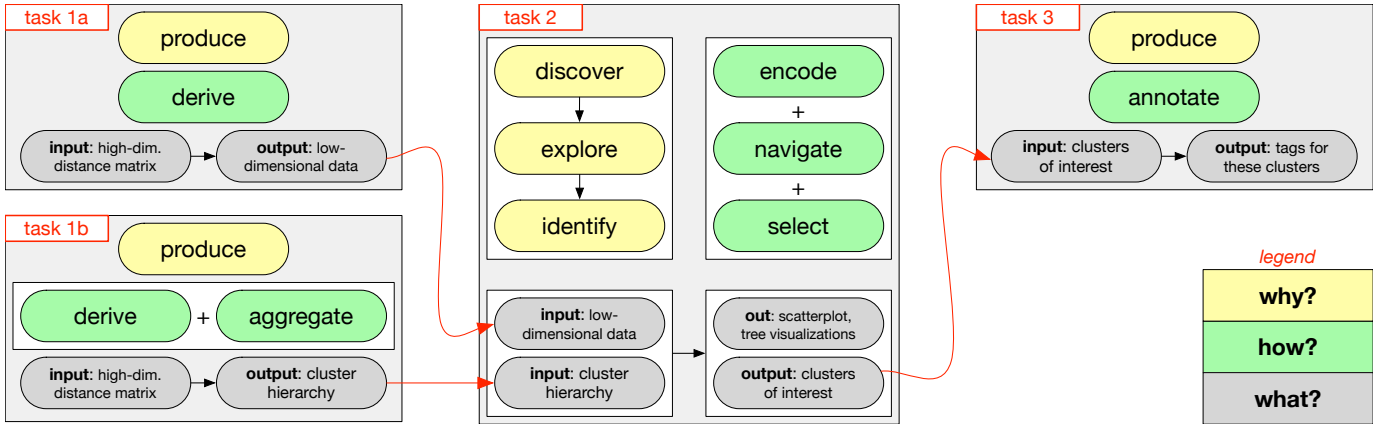 task 1a
produce
derive
input: high-dim.
distance matrix
output: low-
dimensional data
task 1b
produce
derive
+
aggregate
input: high-dim.
distance matrix
output: cluster
hierarchy
task 2
discover
explore
identify
encode
+
navigate
+
select
input: low-
dimensional data
input: cluster
hierarchy
out: scatterplot,
tree visualizations
output: clusters
of interest
task 3
produce
annotate
input: clusters
of interest
output: tags for
these clusters
legend
why?
how?
what?